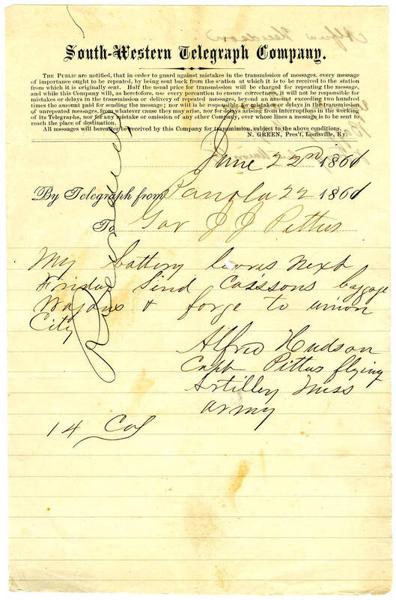 South-Western Telegraph Company.
The Public are notified, that in order to guard against mistakes in the transmission of messages, every message
of importance ought to be repeated, by being sent back from the station at which it is to be received to the station
from which it is originally sent. Half the usual price for transmission will be charged for repeating the message,
and while this Company will, as heretofore, use every precaution to ensure correctness, it will not be responsible for
mistakes or delays in the transmission or delivery of repeated messages, beyond an amount exceeding two hundred
times the amount paid for sending the message; nor will it be responsible for mistakes or delays in the transmission
of unrepeated messages, from whatever cause they may arise, nor for delays arising from interruptions in the working
of its Telegraphs, nor for any mistake or omission of any other Company, over whose lines a message is to be sent to
reach the place of destination.
All messages will hereafter be received by this Company for transmission, subject to the above conditions.
N. GREEN, Pres't, Louisville, Ky.
June 22nd 1861
By Telegraph from Panola 22 1861
To Gov J J Pettus
My battery leaves next
Friday Send Caissons bagage
Wagons & forge to union
City
Alfred Hudson
Capt Pittus flying
Artilley Miss
army
14 Col